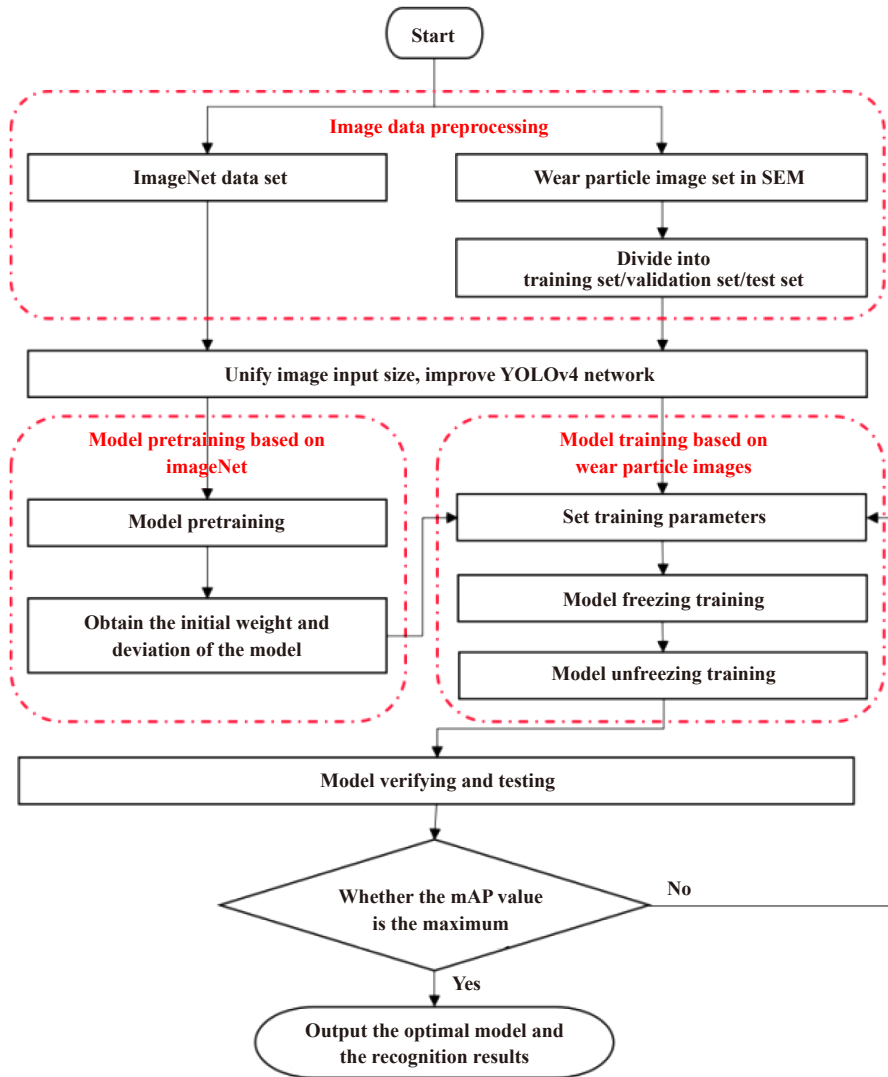 Start
Image data preprocessing
ImageNet data set
Wear particle image set in SEM
Divide into
training set/validation set/test set
Unify image input size, improve YOLOv4 network
Model pretraining based on
imageNet
Model training based on
wear particle images
Model pretraining
Set training parameters
Obtain the initial weight and
deviation of the model
Model freezing training
Model unfreezing training
Model verifying and testing
Whether the mAP value
is the maximum
No
Yes
Output the optimal model and
the recognition results